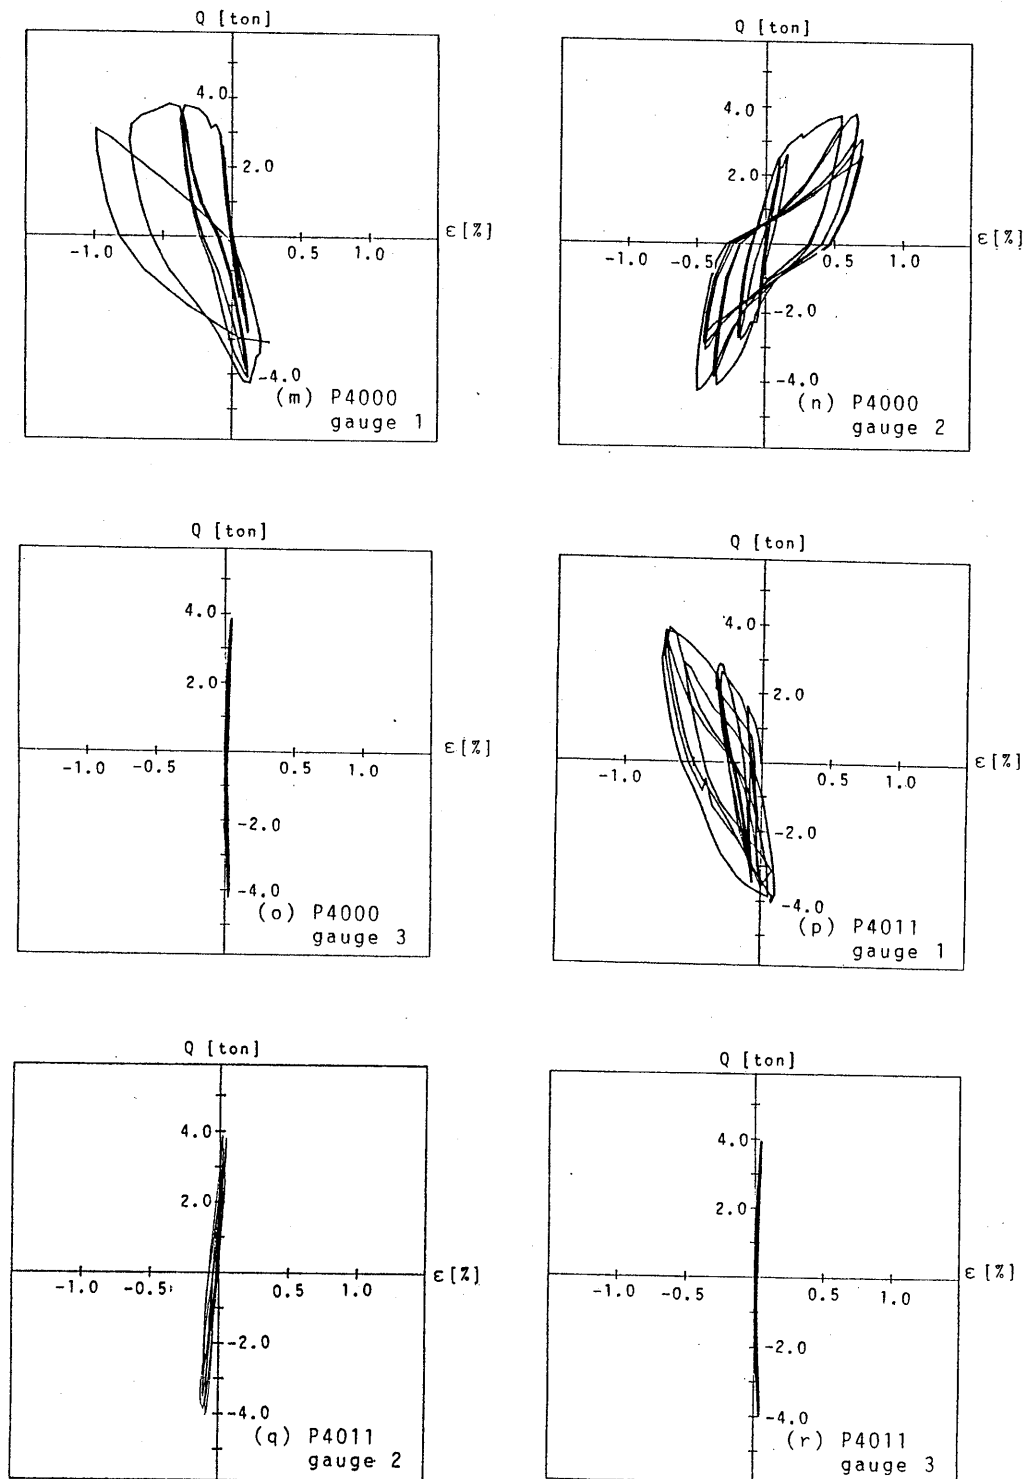 Q [ton]
4.0
2.0
ε[%]
-1.0
0.5
1.0
-4.0
(m) P4000
gauge 1
Q [ton]
4.0
2.0
ε[%]
-1.0
-0.5
0.5
1.0
-2.0
-4.0
(n) P4000
gauge 2
Q [ton]
4.0
2.0
ε[%]
-1.0
-0.5
0.5
1.0
-2.0
-4.0
(o) P4000
gauge 3
Q [ton]
4.0
2.0
ε[%]
-1.0
0.5
1.0
-2.0
-4.0
(p) P4011
gauge 1
Q [ton]
4.0
2.0
ε[%]
-1.0
-0.5
0.5
1.0
-2.0
-4.0
(q) P4011
gauge 2
Q [ton]
4.0
2.0
ε[%]
-1.0
-0.5
0.5
1.0
-2.0
-4.0
(r) P4011
gauge 3